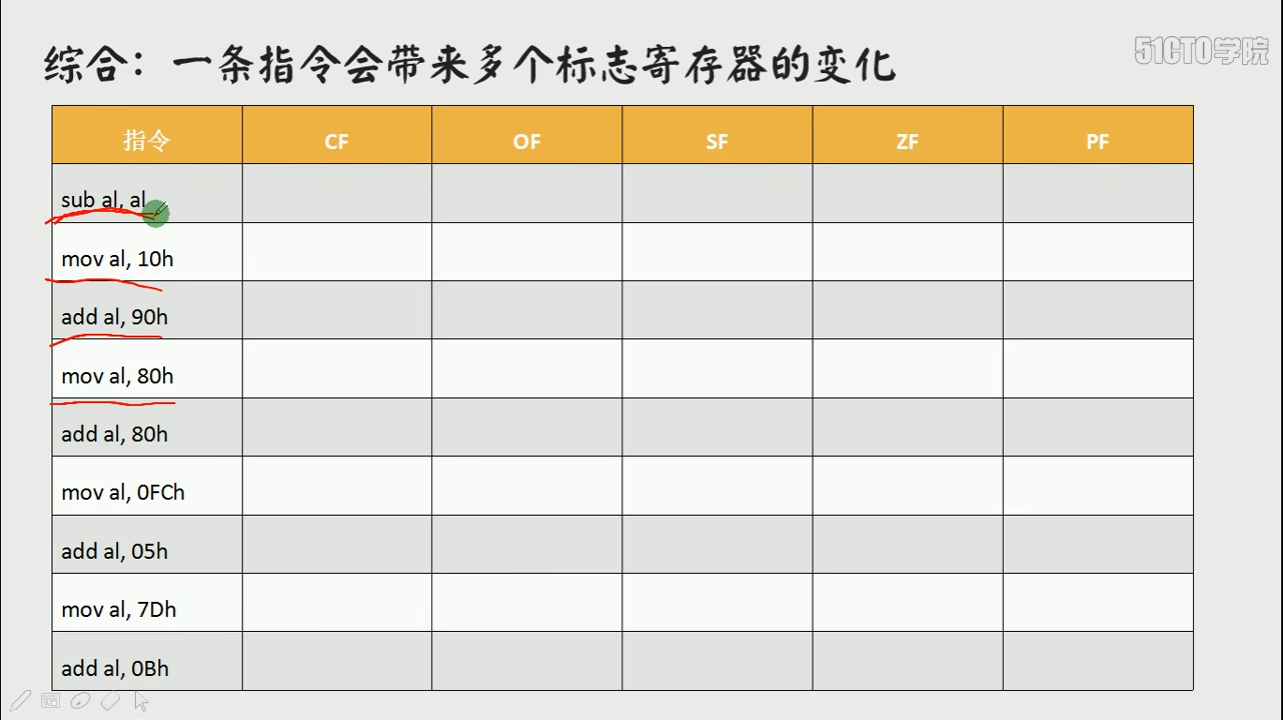 综合：一条指令会带来多个标志寄存器的变化
51CTO学院
指令 CF OF SF ZF PF
sub al, al
mov al, 10h
add al, 90h
mov al, 80h
add al, 80h
mov al, 0FCh
add al, 05h
mov al, 7Dh
add al, 0Bh